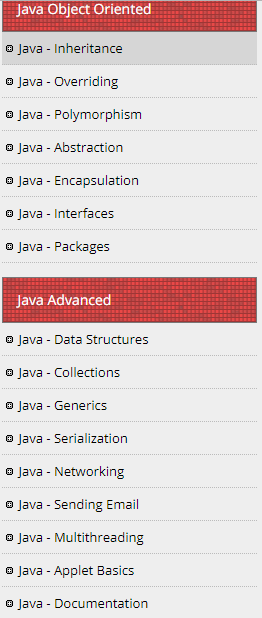 Java Object Oriented
Java - Inheritance
Java - Overriding
Java - Polymorphism
Java - Abstraction
Java - Encapsulation
Java - Interfaces
Java - Packages
Java Advanced
Java - Data Structures
Java - Collections
Java - Generics
Java - Serialization
Java - Networking
Java - Sending Email
Java - Multithreading
Java - Applet Basics
Java - Documentation